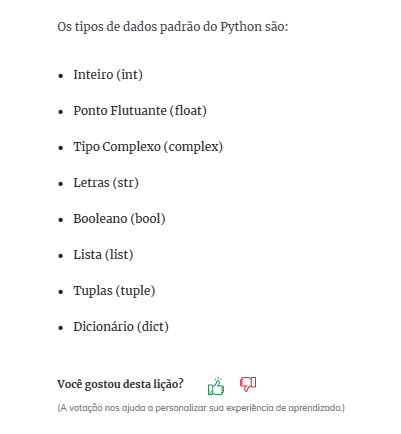 Os tipos de dados padrão do Python são:
• Inteiro (int)
• Ponto Flutuante (float)
• Tipo Complexo (complex)
• Letras (str)
• Booleano (bool)
• Lista (list)
• Tuplas (tuple)
• Dicionário (dict)
Você gostou desta lição?
(A votação nos ajuda a personalizar sua experiência de aprendizado.)